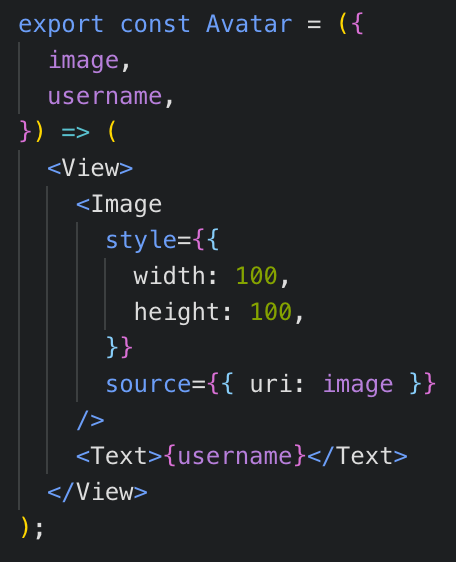 export const Avatar = ({
  image,
  username,
}) => (
  <View>
    <Image
      style={{
        width: 100,
        height: 100,
      }}
      source={{ uri: image }}
    />
    <Text>{username}</Text>
  </View>
);